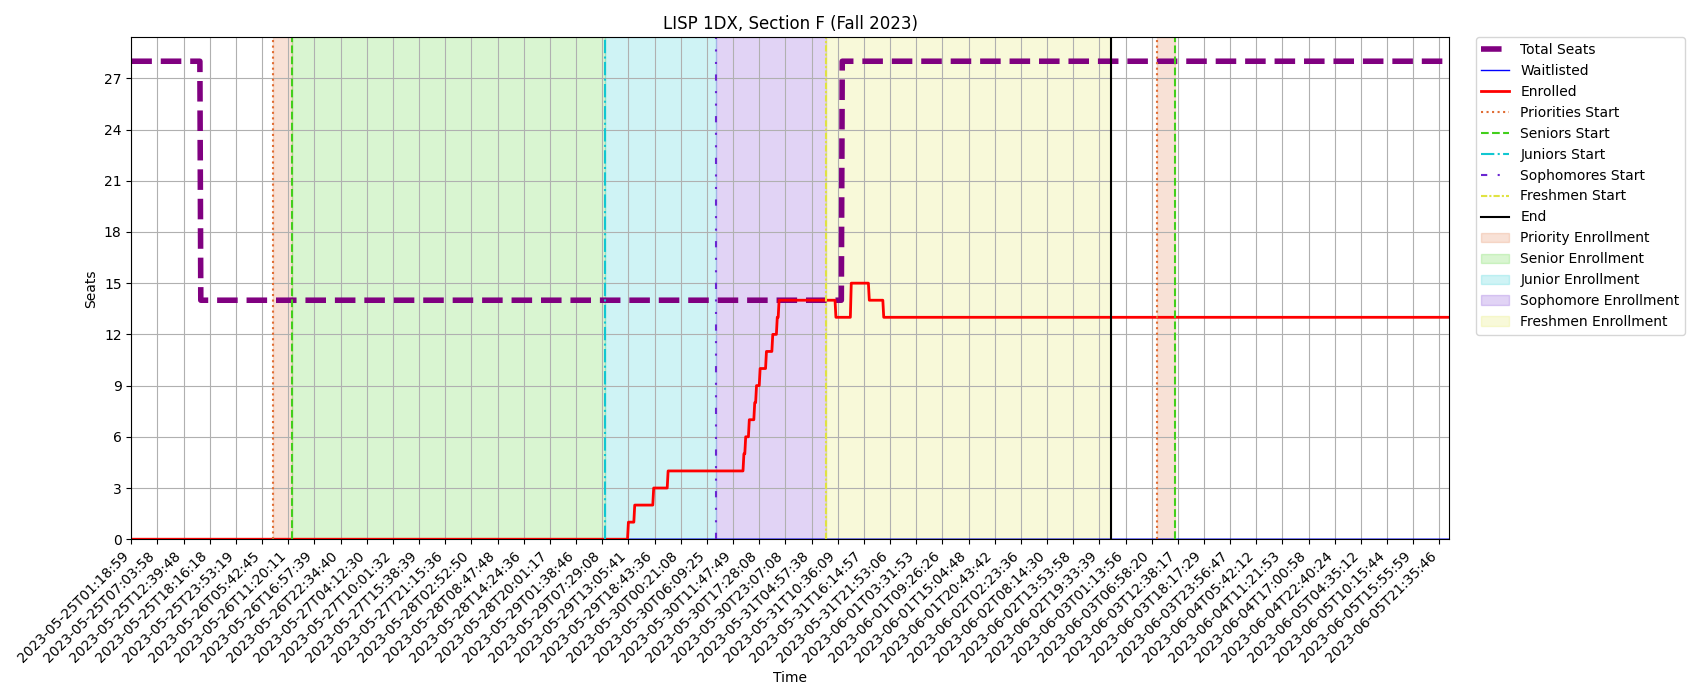 LISP 1DX, Section F (Fall 2023)
27
24
21
18
15
12
9
6
3
0
Seats
2023-05-25T01:18:59
2023-05-25T07:03:58
2023-05-25T12:39:48
2023-05-25T18:16:18
2023-05-25T23:53:19
2023-05-26T05:42:45
2023-05-26T11:20:11
2023-05-26T16:57:39
2023-05-26T22:34:40
2023-05-27T04:12:30
2023-05-27T10:01:32
2023-05-27T15:38:39
2023-05-27T21:15:36
2023-05-28T02:52:50
2023-05-28T08:47:48
2023-05-28T14:24:36
2023-05-28T20:01:17
2023-05-29T01:38:46
2023-05-29T07:29:08
2023-05-29T13:05:41
2023-05-29T18:43:36
2023-05-30T00:21:08
2023-05-30T06:09:25
2023-05-30T11:47:49
2023-05-30T17:28:08
2023-05-30T23:07:08
2023-05-31T04:57:38
2023-05-31T10:36:09
2023-05-31T16:14:57
2023-05-31T21:53:06
2023-06-01T03:31:53
2023-06-01T09:26:26
2023-06-01T15:04:48
2023-06-01T20:43:42
2023-06-02T02:23:36
2023-06-02T08:14:30
2023-06-02T13:53:58
2023-06-02T19:33:39
2023-06-03T01:13:56
2023-06-03T06:58:20
2023-06-03T12:38:17
2023-06-03T18:17:29
2023-06-03T23:56:47
2023-06-04T05:42:12
2023-06-04T11:21:53
2023-06-04T17:00:58
2023-06-04T22:40:24
2023-06-05T04:35:12
2023-06-05T10:15:44
2023-06-05T15:55:59
2023-06-05T21:35:46
Time
Total Seats
Waitlisted
Enrolled
Priorities Start
Seniors Start
Juniors Start
Sophomores Start
Freshmen Start
End
Priority Enrollment
Senior Enrollment
Junior Enrollment
Sophomore Enrollment
Freshmen Enrollment